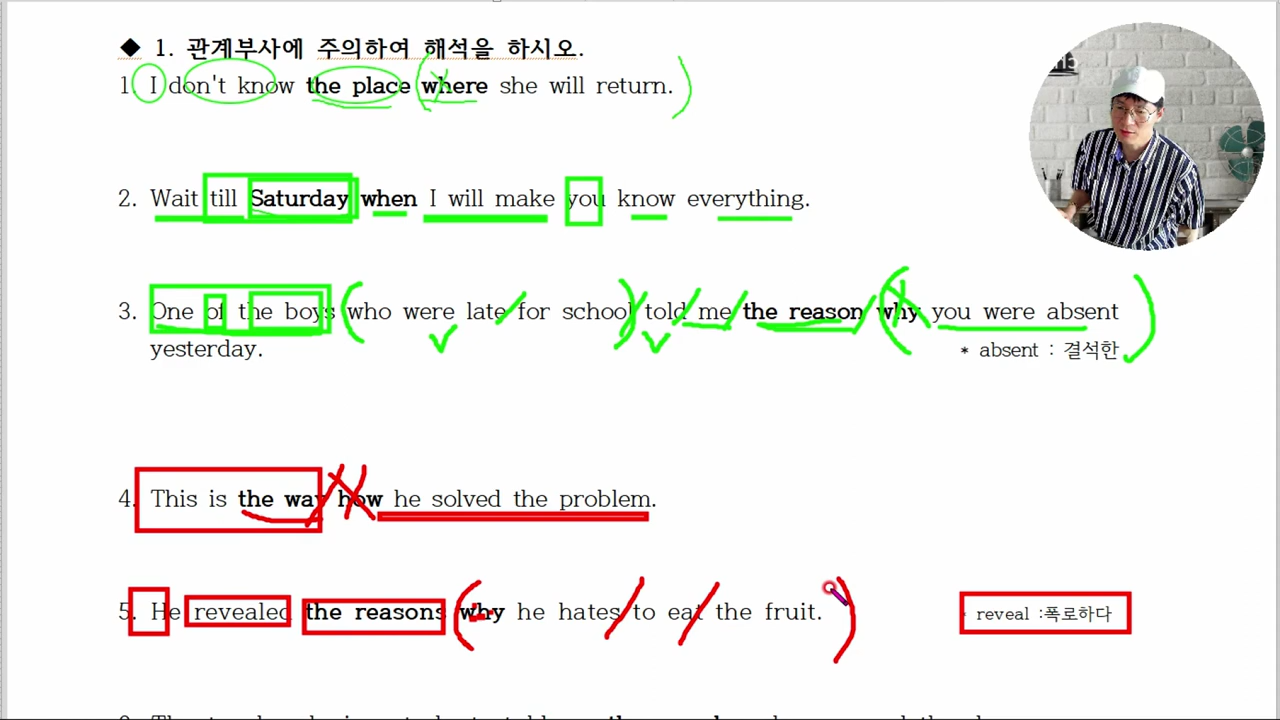 ◆ 1. 관계부사에 주의하여 해석을 하시오.
1. I don't know the place where she will return.
2. Wait till Saturday when I will make you know everything.
3. One of the boys who were late for school told me the reason why you were absent
yesterday.
* absent : 결석한
4. This is the way how he solved the problem.
5. He revealed the reasons why he hates to eat the fruit.
reveal :폭로하다